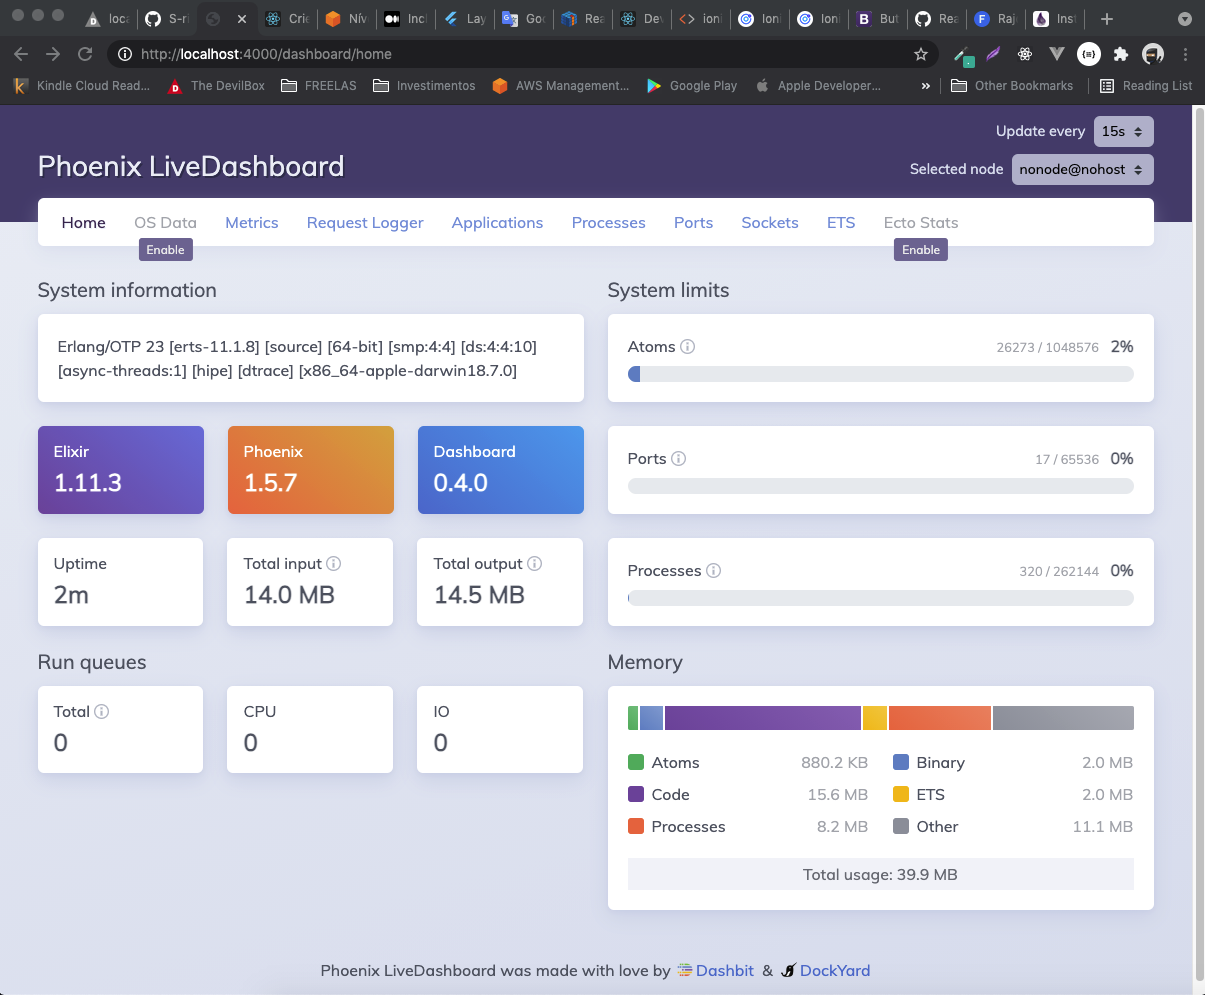 loca
S-ri
Crie
Nív
Incl
Lay
Goo
Rea
Dev
ioni
Ioni
Ioni
But
Rea
Raj
Inst
http://localhost:4000/dashboard/home
Kindle Cloud Read...
The DevilBox
FREELAS
Investimentos
AWS Management...
Google Play
Apple Developer...
»
Other Bookmarks
Reading List
Update every 15s
Phoenix LiveDashboard
Selected node nonode@nohost
Home OS Data Metrics Request Logger Applications Processes Ports Sockets ETS Ecto Stats
Enable Enable
System information
Erlang/OTP 23 [erts-11.1.8] [source] [64-bit] [smp:4:4] [ds:4:4:10]
[async-threads:1] [hipe] [dtrace] [x86_64-apple-darwin18.7.0]
Elixir
1.11.3
Phoenix
1.5.7
Dashboard
0.4.0
Uptime
2m
Total input
14.0 MB
Total output
14.5 MB
Run queues
Total
0
CPU
0
IO
0
System limits
Atoms 26273 / 1048576 2%
Ports 17 / 65536 0%
Processes 320 / 262144 0%
Memory
Atoms 880.2 KB Binary 2.0 MB
Code 15.6 MB ETS 2.0 MB
Processes 8.2 MB Other 11.1 MB
Total usage: 39.9 MB
Phoenix LiveDashboard was made with love by Dashbit & DockYard